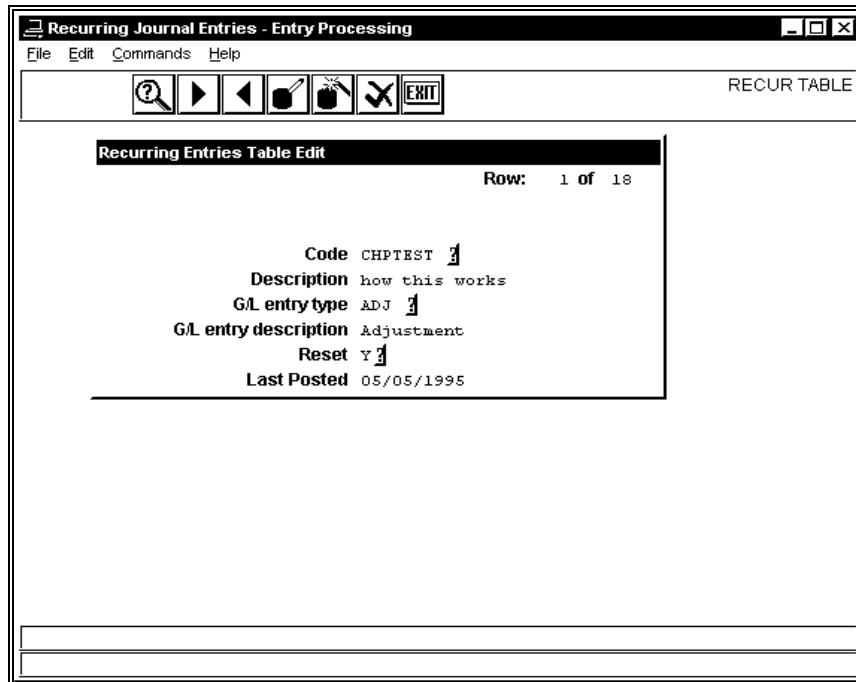 Recurring Journal Entries - Entry Processing
File Edit Commands Help
EXIT
RECUR TABLE
Recurring Entries Table Edit
Row: 1 of 18
Code CHPTEST ?
Description how this works
G/L entry type ADJ ?
G/L entry description Adjustment
Reset Y ?
Last Posted 05/05/1995